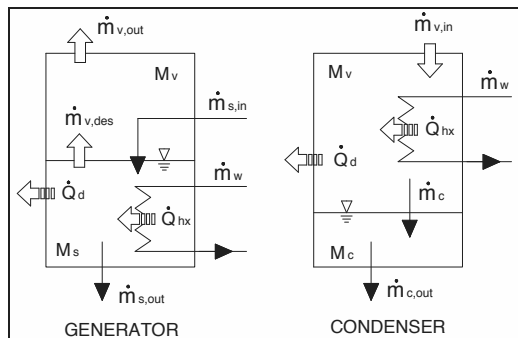 ṁv,out
Mv
ṁs,in
ṁv,des
ṁw
Q̇d
Q̇hx
Ms
ṁs,out
GENERATOR
ṁv,in
Mv
ṁw
Q̇hx
Q̇d
ṁc
Mc
ṁc,out
CONDENSER